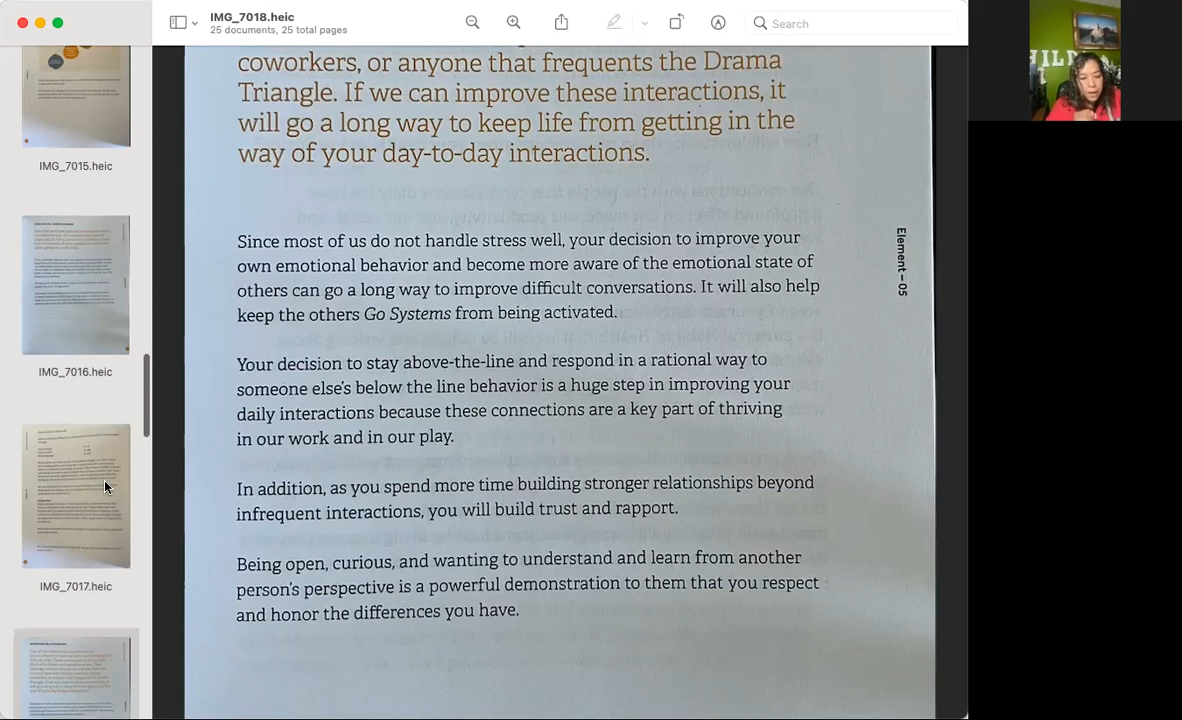 IMG_7018.heic
25 documents, 25 total pages
Search
IMG_7015.heic
IMG_7016.heic
IMG_7017.heic
coworkers, or anyone that frequents the Drama
Triangle. If we can improve these interactions, it
will go a long way to keep life from getting in the
way of your day-to-day interactions.
Since most of us do not handle stress well, your decision to improve your
own emotional behavior and become more aware of the emotional state of
others can go a long way to improve difficult conversations. It will also help
keep the others Go Systems from being activated.
Your decision to stay above-the-line and respond in a rational way to
someone else's below the line behavior is a huge step in improving your
daily interactions because these connections are a key part of thriving
in our work and in our play.
In addition, as you spend more time building stronger relationships beyond
infrequent interactions, you will build trust and rapport.
Being open, curious, and wanting to understand and learn from another
person's perspective is a powerful demonstration to them that you respect
and honor the differences you have.
Element – 05